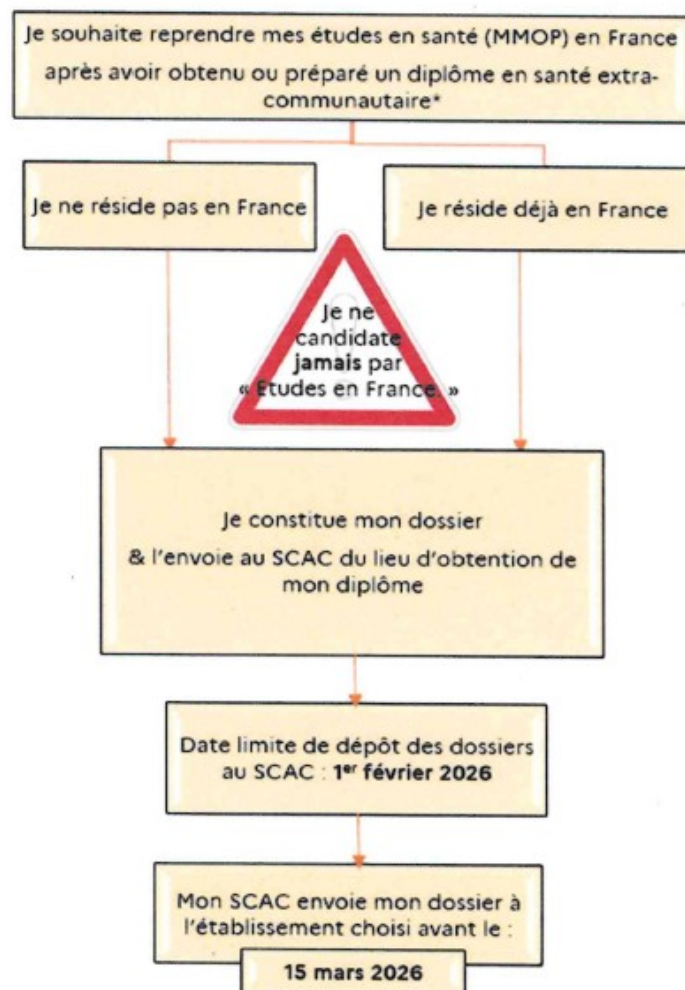 Je souhaite reprendre mes études en santé (MMOP) en France
après avoir obtenu ou préparé un diplôme en santé extra-
communautaire*
Je ne réside pas en France
Je réside déjà en France
Je ne
candidate
jamais par
« Etudes en France. »
Je constitue mon dossier
& l'envoie au SCAC du lieu d'obtention de
mon diplôme
Date limite de dépôt des dossiers
au SCAC : 1er février 2026
Mon SCAC envoie mon dossier à
l'établissement choisi avant le :
15 mars 2026